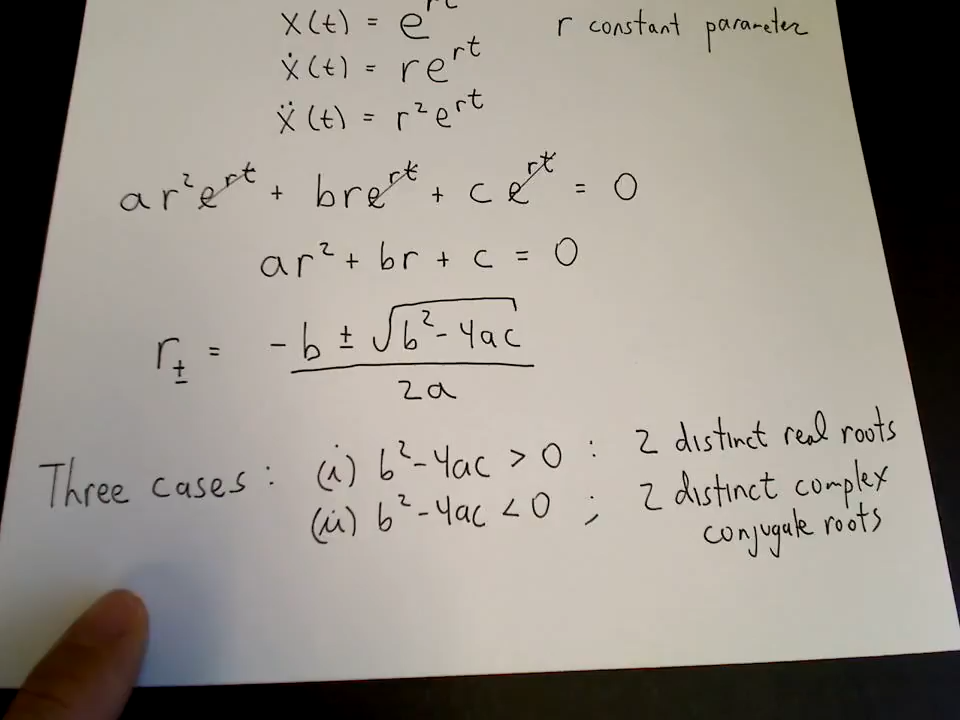 x(t) = e^rt r constant parameter
ẋ(t) = re^rt
ẍ(t) = r²e^rt
ar²e^rt + bre^rt + ce^rt = 0
ar² + br + c = 0
r± = -b ± √b²-4ac
2a
Three cases: (i) b²-4ac > 0 : 2 distinct real roots
(ii) b²-4ac < 0 ; 2 distinct complex
conjugate roots